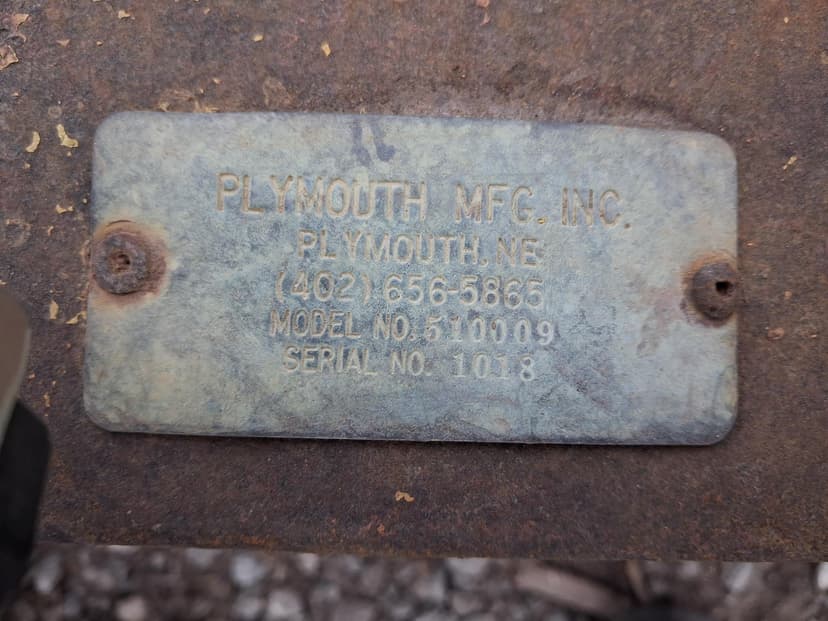 PLYMOUTH MFG. INC.
PLYMOUTH, NE
(402) 656-5865
MODEL NO. 510009
SERIAL NO. 1018